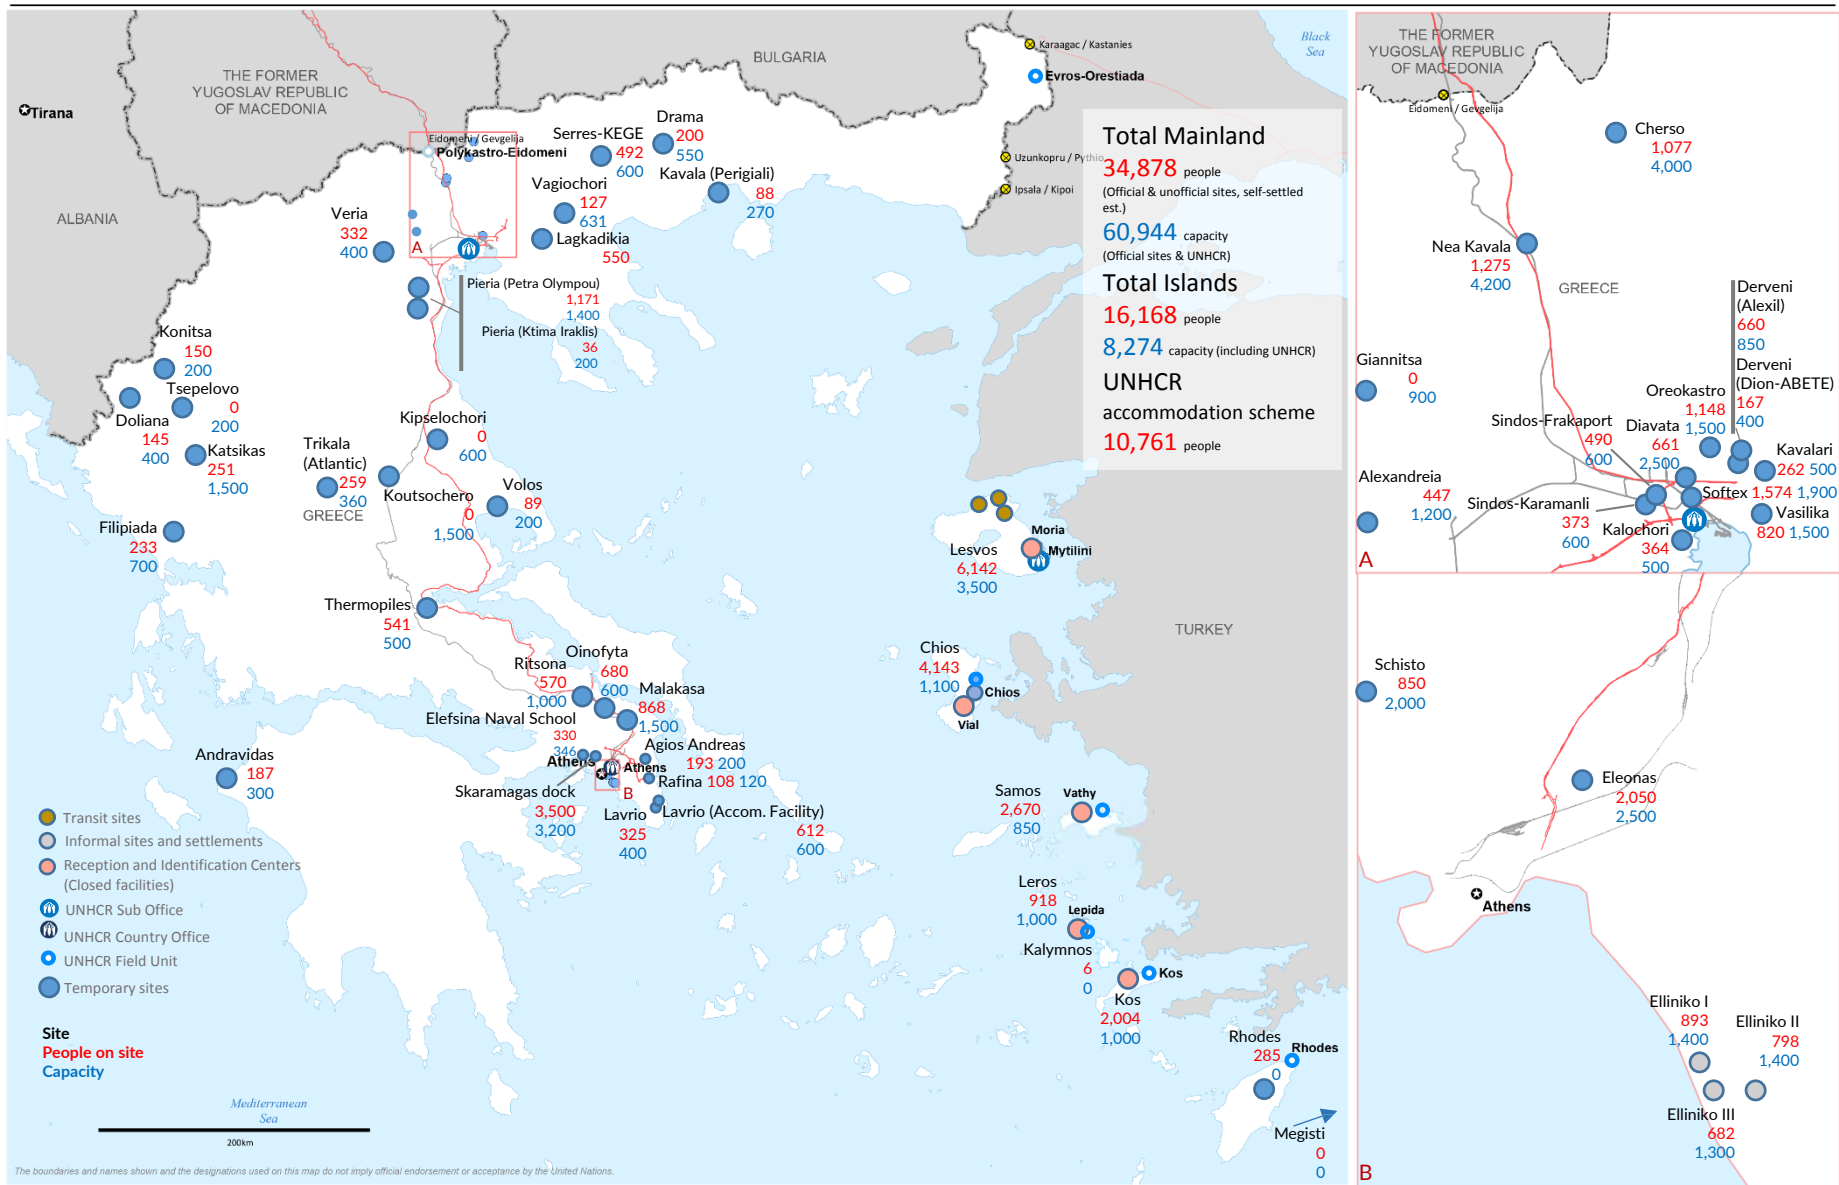 THE FORMER
YUGOSLAV REPUBLIC
OF MACEDONIA
BULGARIA
Black
Sea
Karaagac / Kastanies
Evros-Orestiada
Tirana
ALBANIA
Eidomeni / Gevgelija
Polykastro-Eidomeni
A
Serres-KEGE
492
600
Drama
200
550
Kavala (Perigiali)
88
270
Vagiochori
127
631
Lagkadikia
550
Veria
332
400
Uzunkopru / Pythio
Ipsala / Kipoi
Total Mainland
34,878 people
(Official & unofficial sites, self-settled
est.)
60,944 capacity
(Official sites & UNHCR)
Total Islands
16,168 people
8,274 capacity (including UNHCR)
UNHCR
accommodation scheme
10,761 people
Pieria (Petra Olympou)
1,171
1,400
Pieria (Ktima Iraklis)
36
200
Konitsa
150
200
Tsepelovo
0
200
Doliana
145
400
Katsikas
251
1,500
Trikala
(Atlantic)
259
360
GREECE
Kipselochori
0
600
Koutsochero
0
1,500
Volos
89
200
Filipiada
233
700
Thermopiles
541
500
Ritsona
570
1,000
Oinofyta
680
600
Malakasa
868
1,500
Elefsina Naval School
330
346
Athens
Athens
B
Agios Andreas
193 200
Rafina 108 120
Skaramagas dock
3,500
3,200
Lavrio
325
400
Lavrio (Accom. Facility)
612
600
Andravidas
187
300
Moria
Mytilini
Lesvos
6,142
3,500
TURKEY
Chios
4,143
1,100
Chios
Vial
Samos
2,670
850
Vathy
Leros
918
1,000
Lepida
Kalymnos
6
0
Kos
Kos
2,004
1,000
Rhodes
285
0
Rhodes
Megisti
0
0
Transit sites
Informal sites and settlements
Reception and Identification Centers
(Closed facilities)
UNHCR Sub Office
UNHCR Country Office
UNHCR Field Unit
Temporary sites
Site
People on site
Capacity
Mediterranean
Sea
200km
The boundaries and names shown and the designations used on this map do not imply official endorsement or acceptance by the United Nations.
THE FORMER
YUGOSLAV REPUBLIC
OF MACEDONIA
Eidomeni / Gevgelija
Cherso
1,077
4,000
Nea Kavala
1,275
4,200
GREECE
Derveni
(Alexil)
660
850
Derveni
(Dion-ABETE)
167
400
Giannitsa
0
900
Oreokastro
1,148
1,500
Sindos-Frakaport
490
600
Diavata
661
2,500
Kavalari
262 500
Alexandreia
447
1,200
Softex 1,574 1,900
Sindos-Karamanli
373
600
Vasilika
820 1,500
Kalochori
364
500
A
Schisto
850
2,000
Eleonas
2,050
2,500
Athens
Elliniko I
893
1,400
Elliniko II
798
1,400
Elliniko III
682
1,300
B